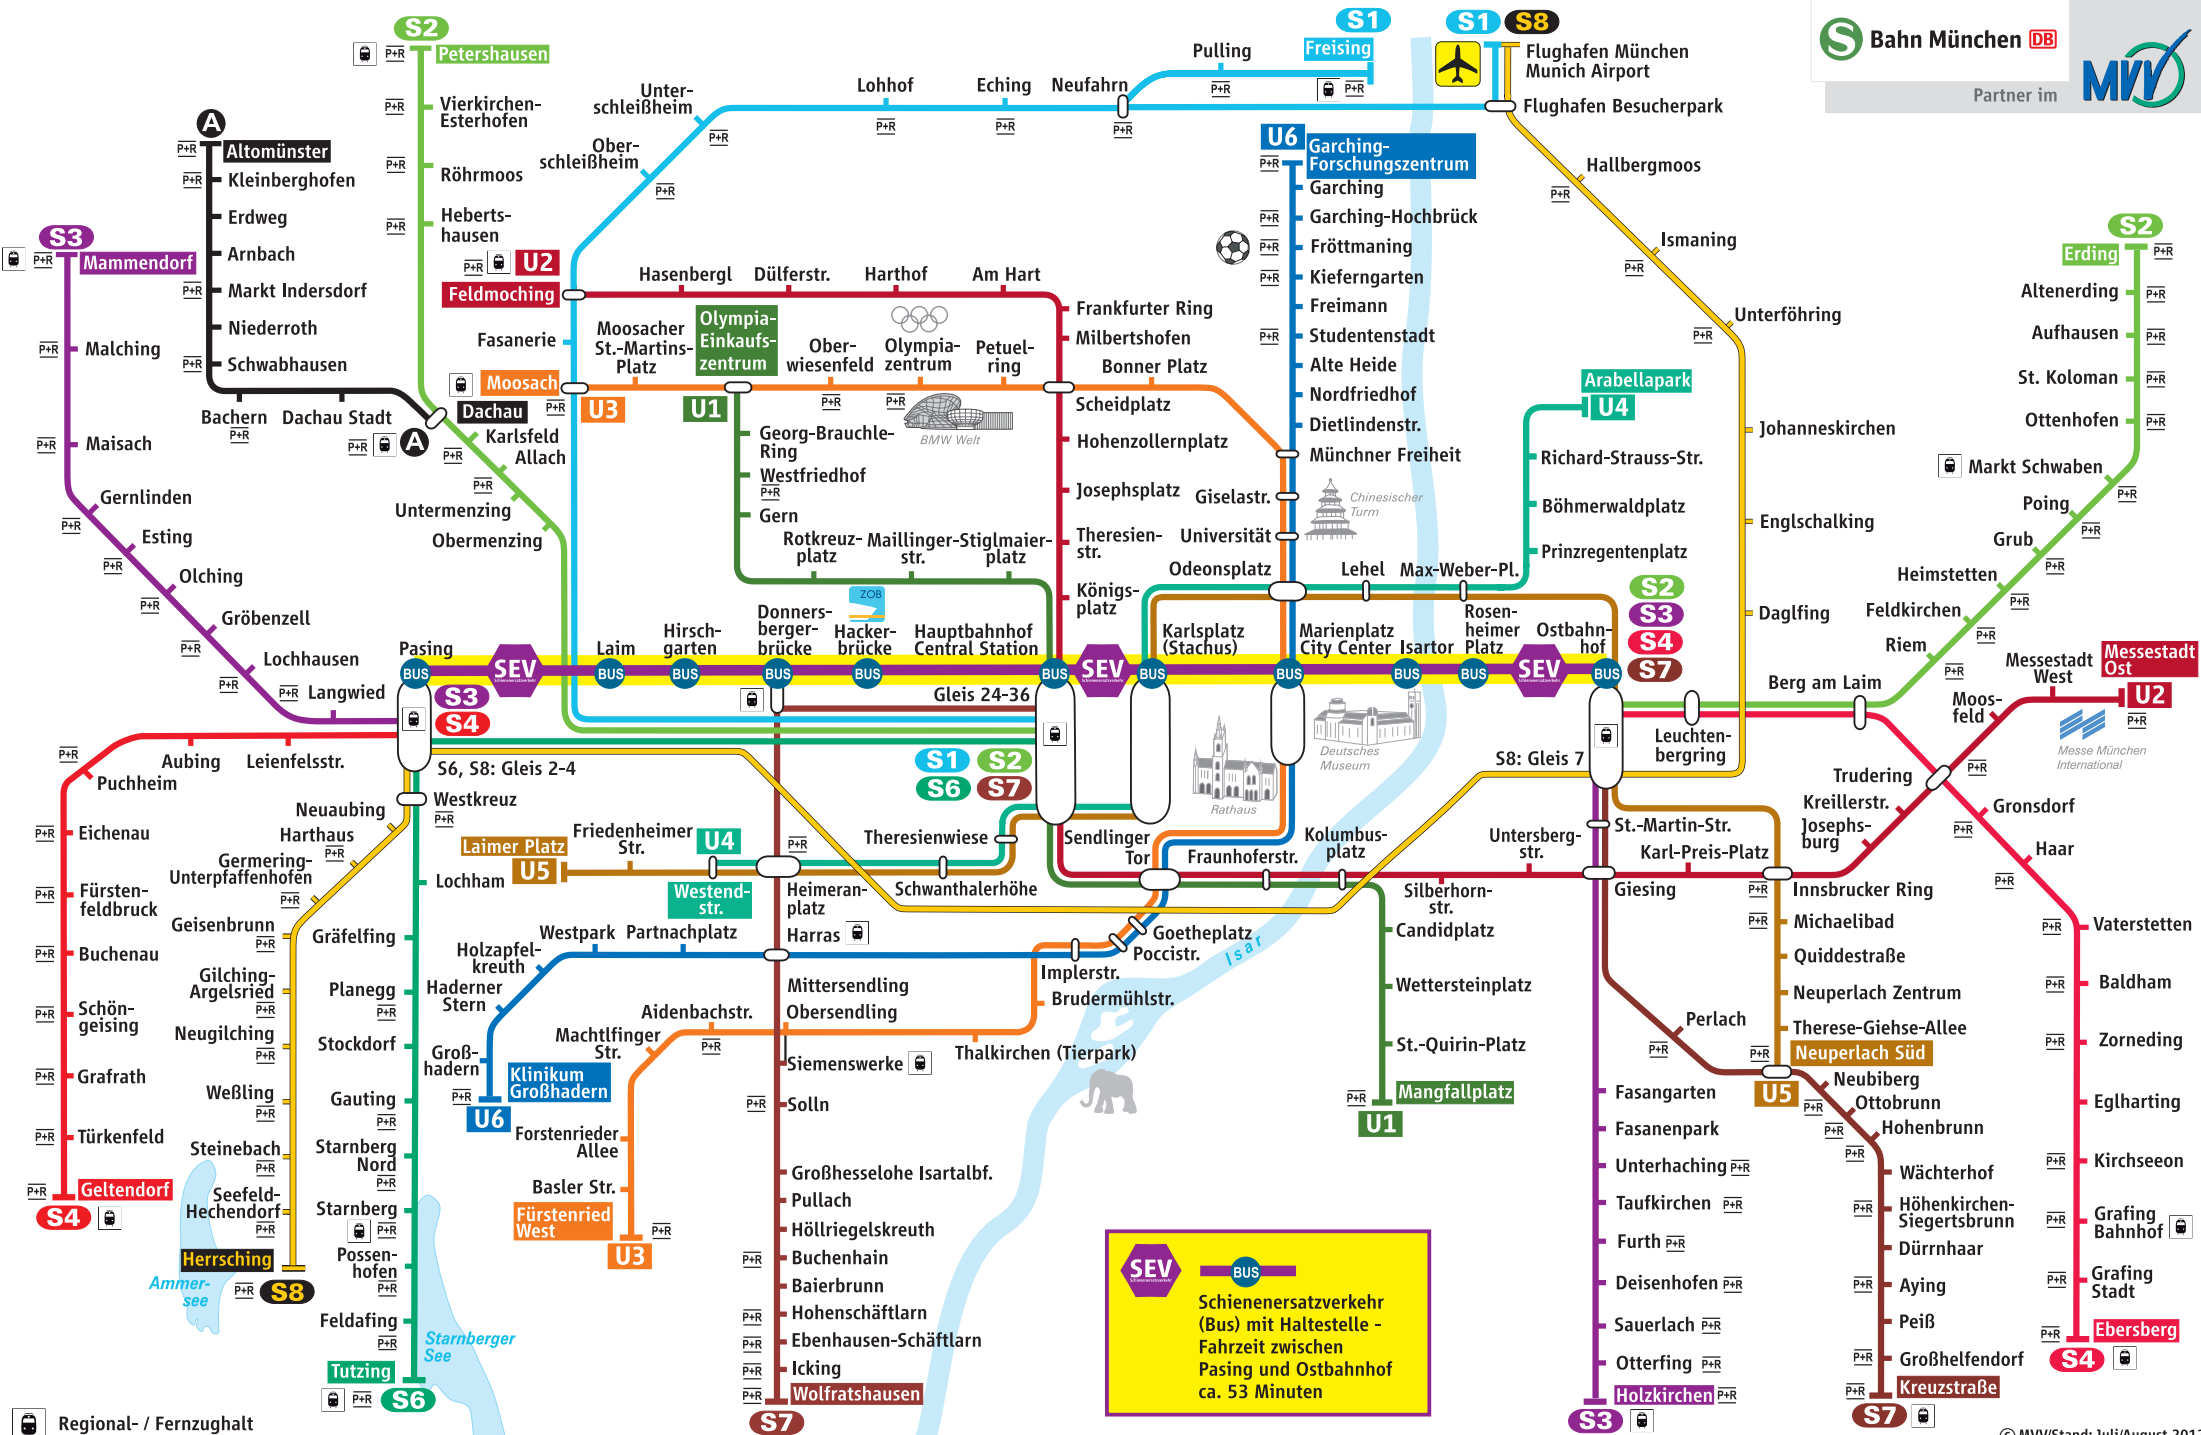 S2
Petershausen
P+R
Vierkirchen-
Esterhofen
P+R
Röhrmoos
P+R
Heberts-
hausen
P+R
A
Altomünster
P+R
Kleinberghofen
P+R
Erdweg
Arnbach
Markt Indersdorf
P+R
Niederroth
Schwabhausen
P+R
Bachern
P+R
Dachau Stadt
P+R
A
Dachau
Karlsfeld
P+R
Allach
P+R
Untermenzing
Obermenzing
S3
Mammendorf
P+R
Malching
P+R
Maisach
P+R
Gernlinden
P+R
Esting
P+R
Olching
P+R
Gröbenzell
P+R
Lochhausen
P+R
Langwied
P+R
S1
Freising
P+R
Pulling
P+R
Neufahrn
P+R
Eching
P+R
Lohhof
P+R
Unter-
schleißheim
P+R
Ober-
schleißheim
P+R
S1 S8
Flughafen München
Munich Airport
Flughafen Besucherpark
Hallbergmoos
P+R
Ismaning
P+R
Unterföhring
P+R
Johanneskirchen
Englschalking
Daglfing
S Bahn München DB
Partner im
MVV
P+R
U2
Feldmoching
Hasenbergl
Dülferstr.
Harthof
Am Hart
Frankfurter Ring
Milbertshofen
Scheidplatz
Hohenzollernplatz
Josephsplatz
Theresien-
str.
Königs-
platz
Fasanerie
Moosach
P+R
U3
Moosacher
St.-Martins-
Platz
Olympia-
Einkaufs-
zentrum
U1
Ober-
wiesenfeld
P+R
Olympia-
zentrum
P+R
Petuel-
ring
Bonner Platz
BMW Welt
Georg-Brauchle-
Ring
Westfriedhof
P+R
Gern
Rotkreuz-
platz
Maillinger-
str.
Stiglmaier-
platz
U6
Garching-
Forschungszentrum
P+R
Garching
Garching-Hochbrück
P+R
Fröttmaning
P+R
Kieferngarten
P+R
Freimann
Studentenstadt
P+R
Alte Heide
Nordfriedhof
Dietlindenstr.
Münchner Freiheit
Giselastr.
Universität
Odeonsplatz
Chinesischer
Turm
Arabellapark
U4
Richard-Strauss-Str.
Böhmerwaldplatz
Prinzregentenplatz
Max-Weber-Pl.
Lehel
S2
Erding
P+R
Altenerding
P+R
Aufhausen
P+R
St. Koloman
P+R
Ottenhofen
P+R
Markt Schwaben
P+R
Poing
P+R
Grub
P+R
Heimstetten
P+R
Feldkirchen
P+R
Riem
P+R
Pasing
BUS
SEV
Schienenersatzverkehr
Laim
BUS
Hirsch-
garten
BUS
Donners-
berger-
brücke
BUS
ZOB
Hacker-
brücke
BUS
Hauptbahnhof
Central Station
BUS
SEV
Schienenersatzverkehr
Karlsplatz
(Stachus)
BUS
Marienplatz
City Center
BUS
Isartor
BUS
Rosen-
heimer
Platz
BUS
SEV
Schienenersatzverkehr
Ostbahn-
hof
BUS
S2
S3
S4
S7
S3
S4
Gleis 24-36
S1 S2
S6 S7
S6, S8: Gleis 2-4
S8: Gleis 7
Deutsches
Museum
Rathaus
Leuchten-
bergring
Berg am Laim
Messestadt
Ost
U2
P+R
Messestadt
West
Messe München
International
Moos-
feld
Trudering
P+R
Kreillerstr.
Josephs-
burg
Gronsdorf
P+R
Haar
P+R
Vaterstetten
P+R
Baldham
P+R
Zorneding
P+R
Eglharting
P+R
Kirchseeon
P+R
Grafing
Bahnhof
P+R
Grafing
Stadt
P+R
Ebersberg
P+R
S4
P+R
Puchheim
Aubing
Leienfelsstr.
Eichenau
P+R
Fürsten-
feldbruck
P+R
Buchenau
P+R
Schön-
geising
P+R
Grafrath
P+R
Türkenfeld
P+R
Geltendorf
P+R
S4
Westkreuz
P+R
Neuaubing
Harthaus
P+R
Germering-
Unterpfaffenhofen
P+R
Geisenbrunn
P+R
Gilching-
Argelsried
P+R
Neugilching
P+R
Weßling
P+R
Steinebach
P+R
Seefeld-
Hechendorf
P+R
Herrsching
P+R
S8
Ammer-
see
Lochham
Gräfelfing
Planegg
P+R
Stockdorf
Gauting
P+R
Starnberg
Nord
P+R
Starnberg
P+R
Possen-
hofen
P+R
Feldafing
P+R
Tutzing
P+R
S6
Starnberger
See
Laimer Platz
U5
Friedenheimer
Str.
U4
Westend-
str.
P+R
Heimeran-
platz
Schwanthalerhöhe
Theresienwiese
Sendlinger
Tor
Fraunhoferstr.
Kolumbus-
platz
Silberhorn-
str.
Untersberg-
str.
Giesing
St.-Martin-Str.
Karl-Preis-Platz
Innsbrucker Ring
P+R
Michaelibad
P+R
Quiddestraße
Neuperlach Zentrum
Therese-Giehse-Allee
Neuperlach Süd
P+R
U5
Goetheplatz
Poccistr.
Implerstr.
Brudermühlstr.
Thalkirchen (Tierpark)
Isar
Candidplatz
Wettersteinplatz
St.-Quirin-Platz
Mangfallplatz
P+R
U1
Harras
Partnachplatz
Westpark
Holzapfel-
kreuth
Haderner
Stern
Groß-
hadern
Klinikum
Großhadern
P+R
U6
Mittersendling
Obersendling
Aidenbachstr.
P+R
Machtlfinger
Str.
Forstenrieder
Allee
Basler Str.
Fürstenried
West
P+R
U3
Siemenswerke
Solln
P+R
Großhesselohe Isartalbf.
Pullach
Höllriegelskreuth
Buchenhain
P+R
Baierbrunn
Hohenschäftlarn
P+R
Ebenhausen-Schäftlarn
P+R
Icking
P+R
Wolfratshausen
P+R
S7
Fasangarten
Fasanenpark
Unterhaching P+R
Taufkirchen P+R
Furth P+R
Deisenhofen P+R
Sauerlach P+R
Otterfing P+R
Holzkirchen P+R
S3
Perlach
P+R
Neubiberg
P+R
Ottobrunn
P+R
Hohenbrunn
P+R
Wächterhof
Höhenkirchen-
Siegertsbrunn
P+R
Dürrnhaar
Aying
P+R
Peiß
Großhelfendorf
P+R
Kreuzstraße
P+R
S7
SEV
Schienenersatzverkehr
BUS
Schienenersatzverkehr
(Bus) mit Haltestelle -
Fahrzeit zwischen
Pasing und Ostbahnhof
ca. 53 Minuten
Regional- / Fernzughalt